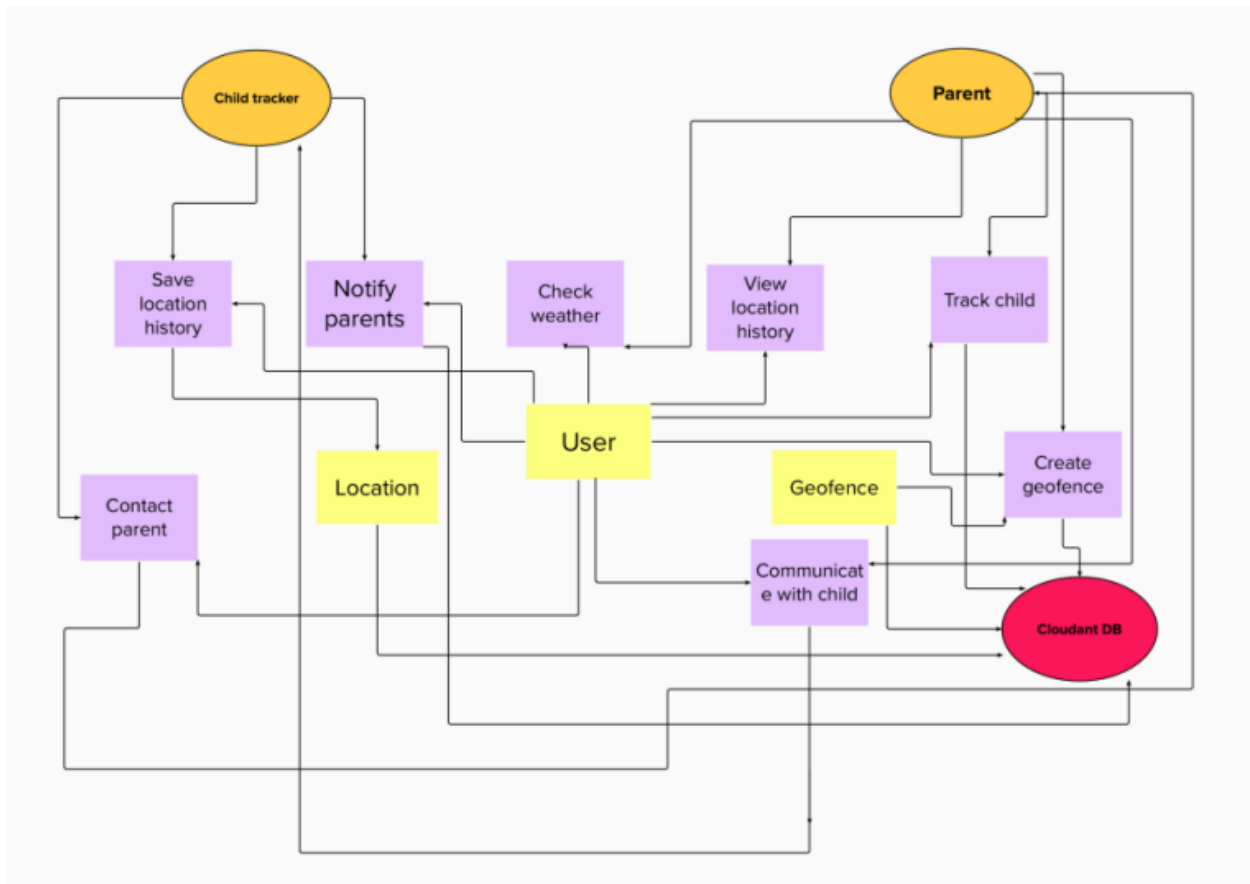 Child tracker
Parent
Save
location
history
Notify
parents
Check
weather
View
location
history
Track child
User
Location
Geofence
Create
geofence
Contact
parent
Communicat
e with child
Cloudant DB